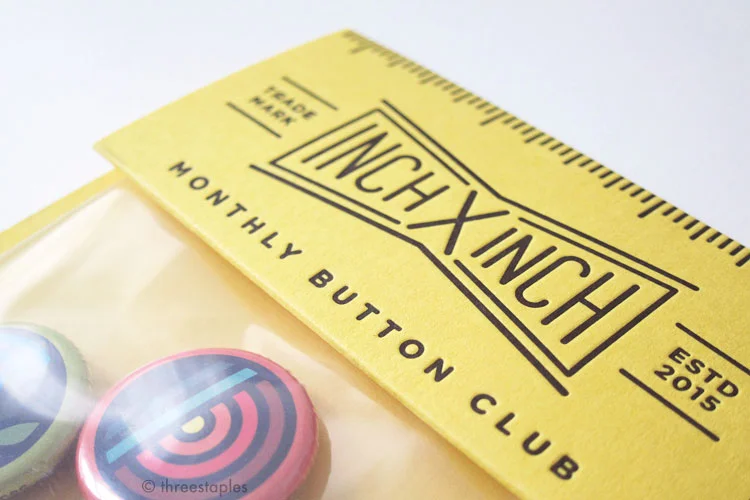 TRADE
MARK
INCH X INCH
MONTHLY BUTTON CLUB
ESTD
2015
© threestaples